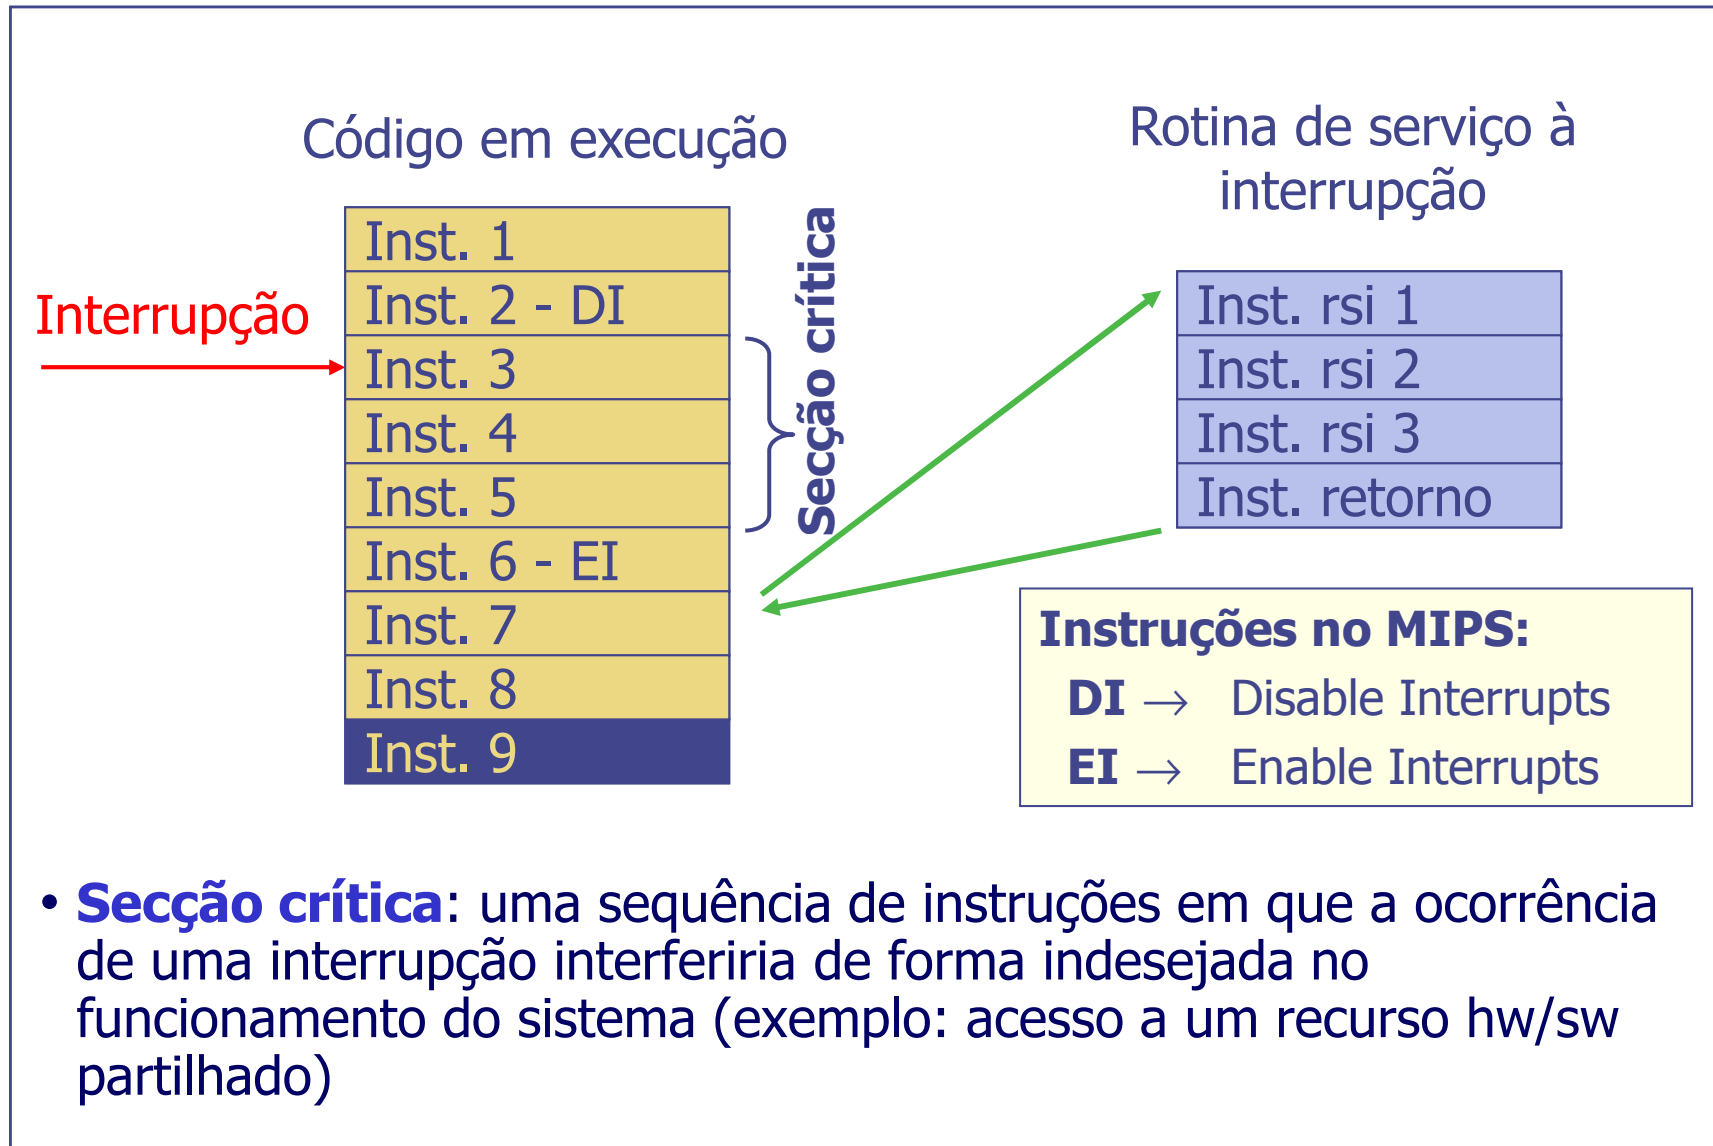 Código em execução
Rotina de serviço à
interrupção
Interrupção
Inst. 1
Inst. 2 - DI
Inst. 3
Inst. 4
Inst. 5
Inst. 6 - EI
Inst. 7
Inst. 8
Inst. 9
Secção crítica
Inst. rsi 1
Inst. rsi 2
Inst. rsi 3
Inst. retorno
Instruções no MIPS:
DI → Disable Interrupts
EI → Enable Interrupts
• Secção crítica: uma sequência de instruções em que a ocorrência
de uma interrupção interferiria de forma indesejada no
funcionamento do sistema (exemplo: acesso a um recurso hw/sw
partilhado)